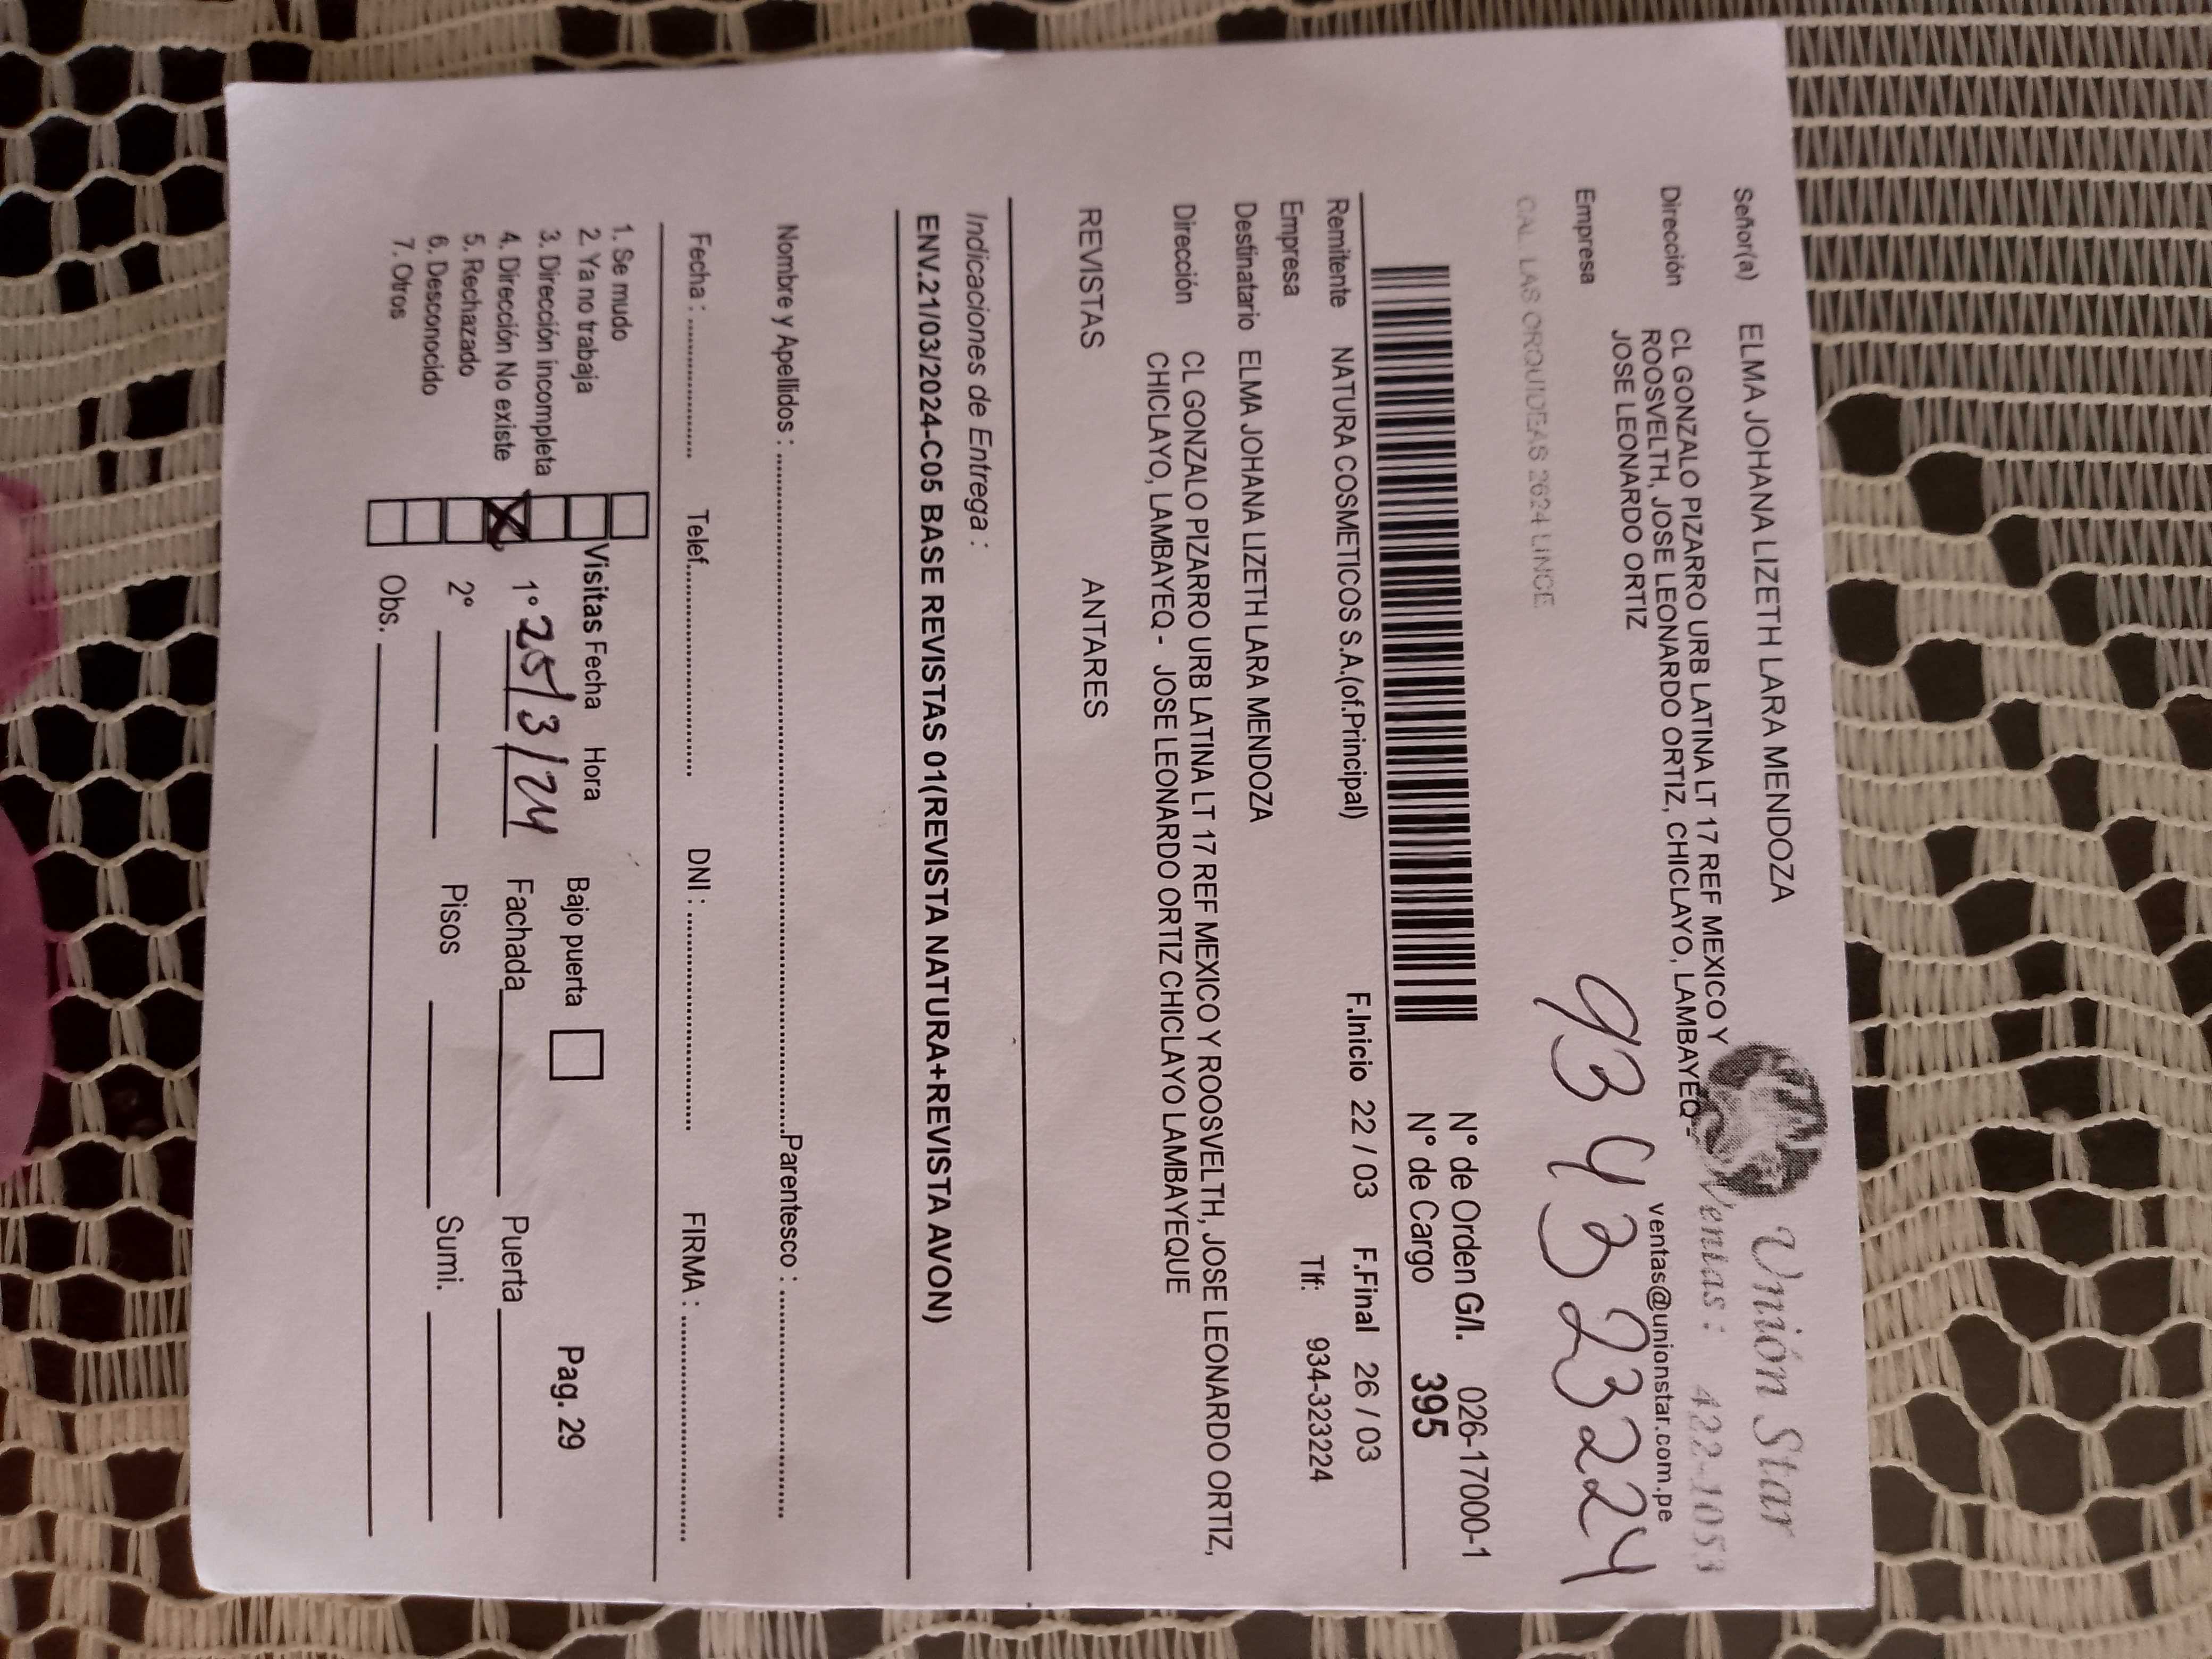 Señor(a) ELMA JOHANA LIZETH LARA MENDOZA
Unión Star
Dirección CL GONZALO PIZARRO URB LATINA LT 17 REF MEXICO Y
ROOSVELTH, JOSE LEONARDO ORTIZ, CHICLAYO, LAMBAYEQ-
JOSE LEONARDO ORTIZ
Ventas: 422-1053
ventas@unionstar.com.pe
Empresa
934323224
CAL LAS ORQUIDEAS 2624 LINCE
N° de Orden G/I. 026-17000-1
N° de Cargo 395
Remitente NATURA COSMETICOS S.A.(of.Principal) F.Inicio 22 / 03 F.Final 26 / 03
Empresa Tlf: 934-323224
Destinatario ELMA JOHANA LIZETH LARA MENDOZA
Dirección CL GONZALO PIZARRO URB LATINA LT 17 REF MEXICO Y ROOSVELTH, JOSE LEONARDO ORTIZ,
CHICLAYO, LAMBAYEQ - JOSE LEONARDO ORTIZ CHICLAYO LAMBAYEQUE
REVISTAS ANTARES
Indicaciones de Entrega :
ENV.21/03/2024-C05 BASE REVISTAS 01(REVISTA NATURA+REVISTA AVON)
Nombre y Apellidos : Parentesco :
Fecha : Telef. DNI : FIRMA :
1. Se mudo
2. Ya no trabaja Visitas Fecha Hora Bajo puerta Pag. 29
3. Dirección incompleta
4. Dirección No existe X 1° 25/3/24 Fachada Puerta
5. Rechazado 2° Pisos Sumi.
6. Desconocido
7. Otros Obs.